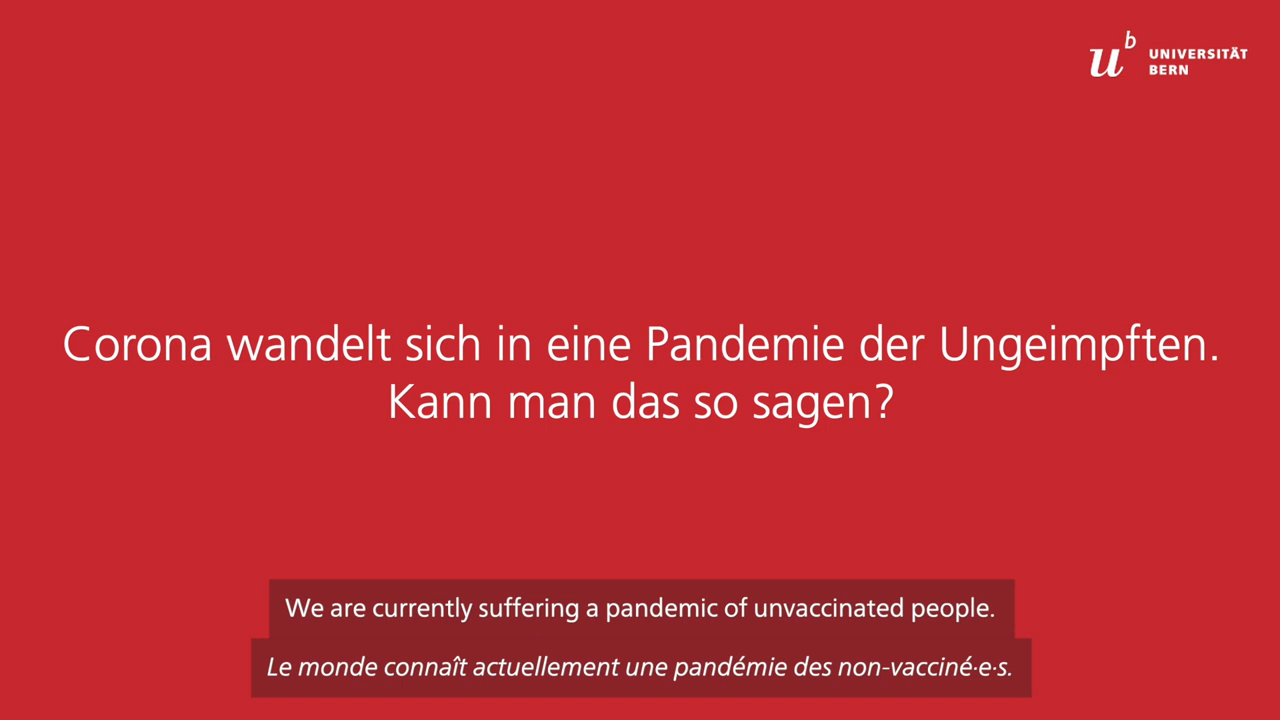 u^b UNIVERSITÄT
BERN
Corona wandelt sich in eine Pandemie der Ungeimpften.
Kann man das so sagen?
We are currently suffering a pandemic of unvaccinated people.
Le monde connaît actuellement une pandémie des non-vacciné·e·s.